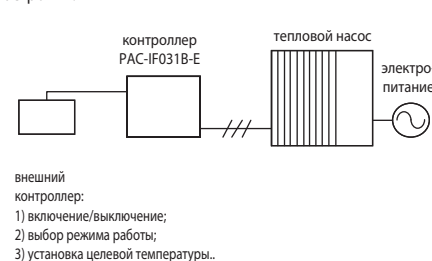 контроллер
PAC-IF031B-E
тепловой насос
электро-
питание
внешний
контроллер:
1) включение/выключение;
2) выбор режима работы;
3) установка целевой температуры..